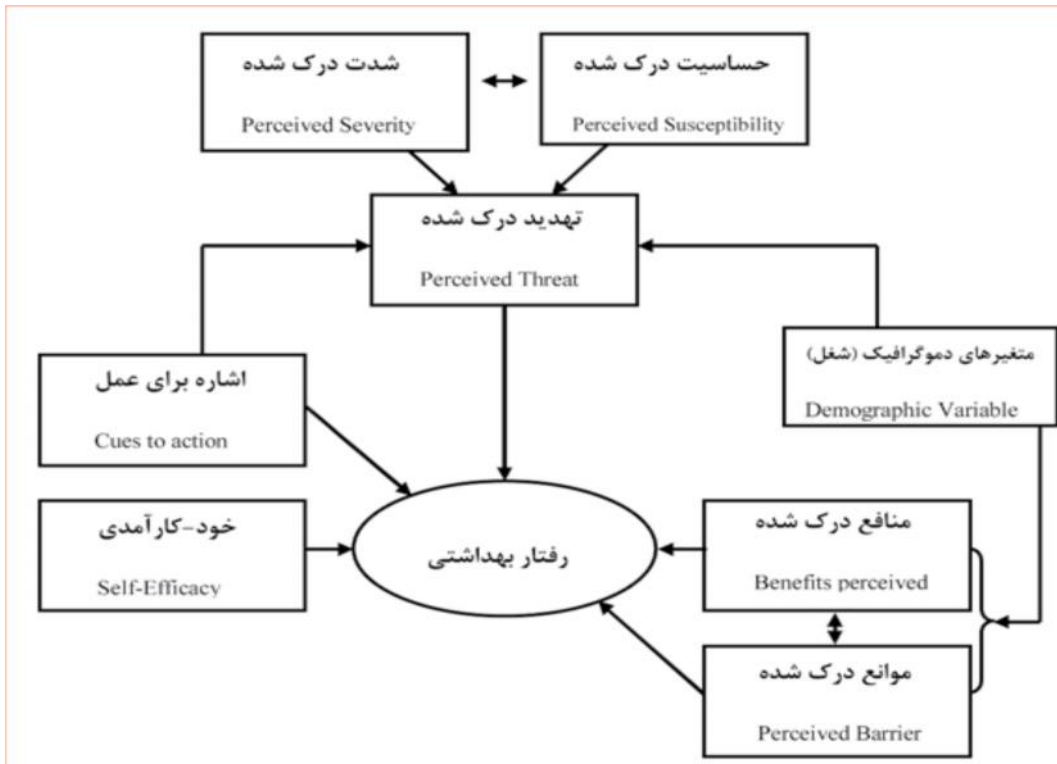 شدت درک شده
Perceived Severity
حساسیت درک شده
Perceived Susceptibility
تهدید درک شده
Perceived Threat
متغیرهای دموگرافیک (شغل)
Demographic Variable
اشاره برای عمل
Cues to action
خود-کارآمدی
Self-Efficacy
رفتار بهداشتی
منافع درک شده
Benefits perceived
موانع درک شده
Perceived Barrier